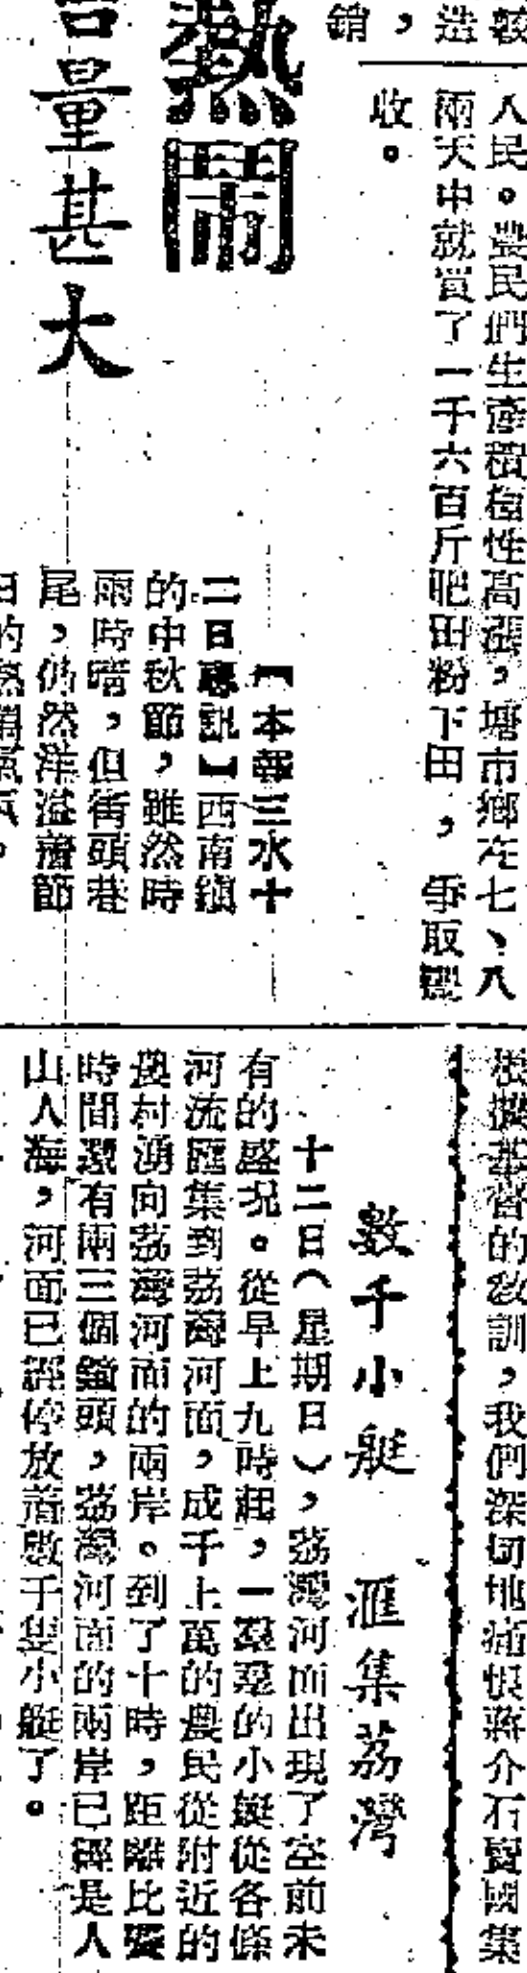 造
銷，
人民。農民們生產積極性高漲，塘市鄉在七、八
兩天中就買了一千六百斤肥田粉下田，爭取豐
收。
熱鬧
量甚大
【本報三水十
二日專訊】西南鎮
的中秋節，雖然時
雨時晴，但街頭巷
尾，仍然洋溢着節
日的熱鬧氣氛。
的教訓，我們深切地痛恨蔣介石賣國集
數千小艇　滙集荔灣
十二日（星期日），荔灣河面出現了空前未
有的盛況。從早上九時起，一羣羣的小艇從各條
河流匯集到荔灣河面，成千上萬的農民從附近的
農村湧向荔灣河面的兩岸。到了十時，距離比賽
時間還有兩三個鐘頭，荔灣河面的兩岸已經是人
山人海，河面已經停放着數千隻小艇了。